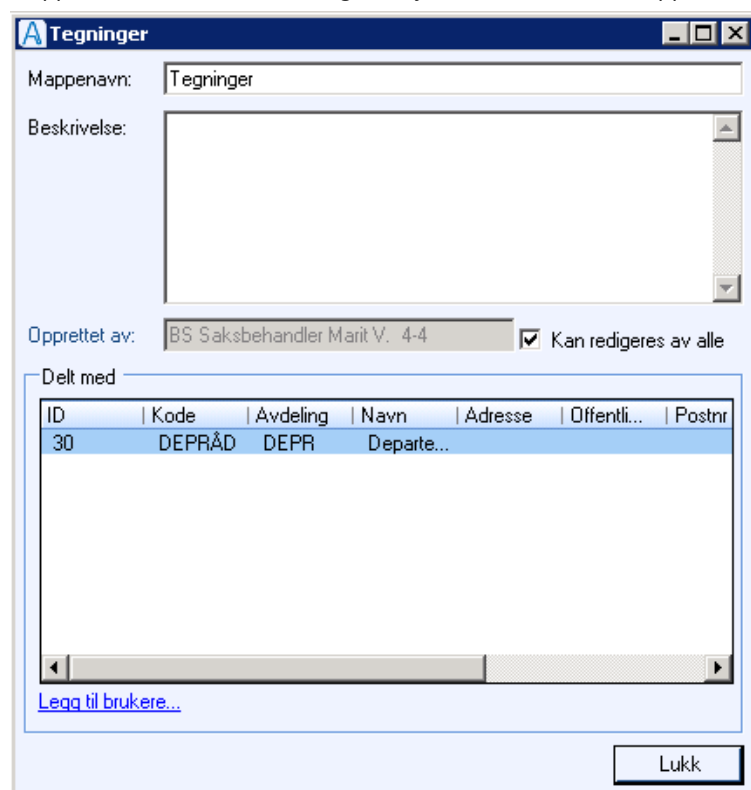 Tegninger
Mappenavn: Tegninger
Beskrivelse:
Opprettet av: BS Saksbehandler Marit V. 4-4 Kan redigeres av alle
Delt med
ID | Kode | Avdeling | Navn | Adresse | Offentli... | Postnr
30 DEPRÅD DEPR Departe...
Legg til brukere...
Lukk